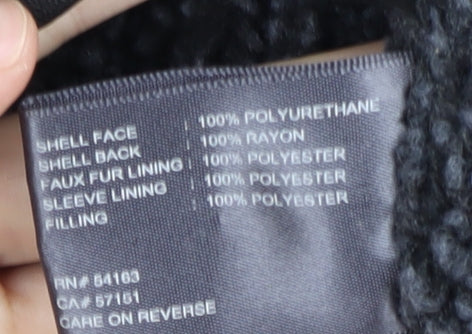 SHELL FACE | 100% POLYURETHANE
SHELL BACK | 100% RAYON
FAUX FUR LINING | 100% POLYESTER
SLEEVE LINING | 100% POLYESTER
FILLING | 100% POLYESTER
RN# 54163
CA# 57151
CARE ON REVERSE